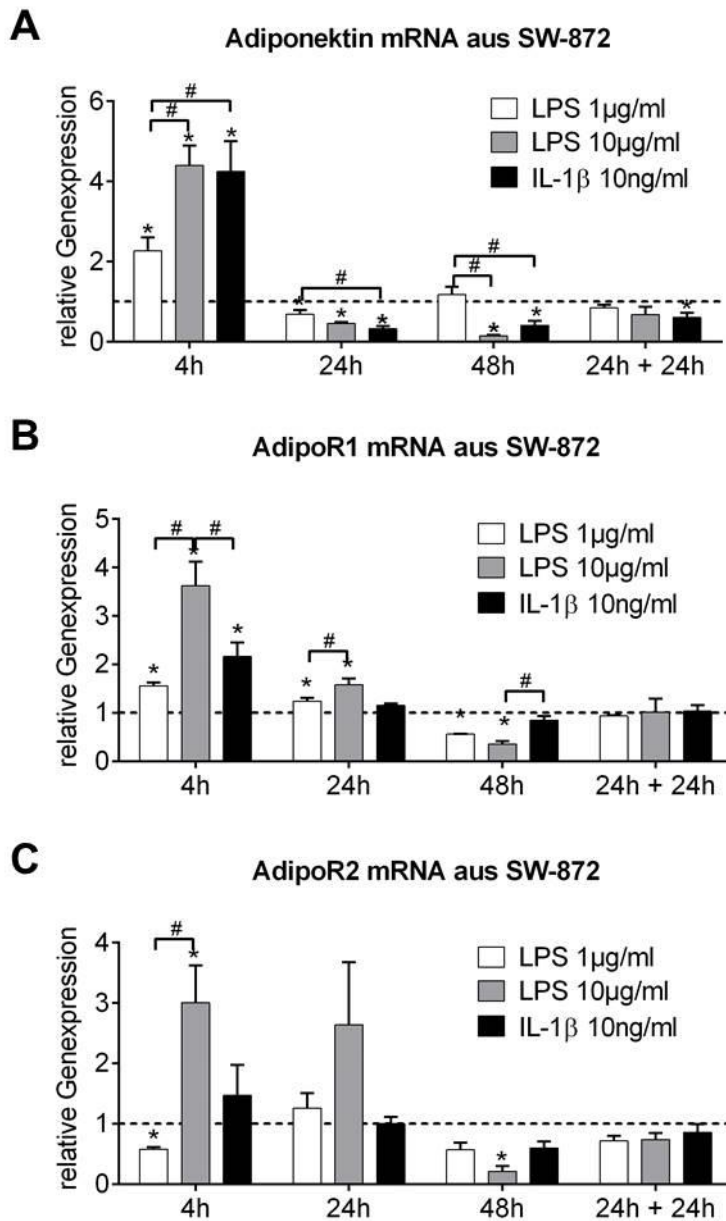 A
Adiponektin mRNA aus SW-872
relative Genexpression
6
4
2
0
# #
* * *
LPS 1µg/ml
LPS 10µg/ml
IL-1β 10ng/ml
#
* * *
# #
* *
*
4h 24h 48h 24h + 24h
B
AdipoR1 mRNA aus SW-872
relative Genexpression
5
4
3
2
1
0
# #
* * *
LPS 1µg/ml
LPS 10µg/ml
IL-1β 10ng/ml
#
* *
#
* *
4h 24h 48h 24h + 24h
C
AdipoR2 mRNA aus SW-872
relative Genexpression
4
3
2
1
0
#
* *
LPS 1µg/ml
LPS 10µg/ml
IL-1β 10ng/ml
*
4h 24h 48h 24h + 24h